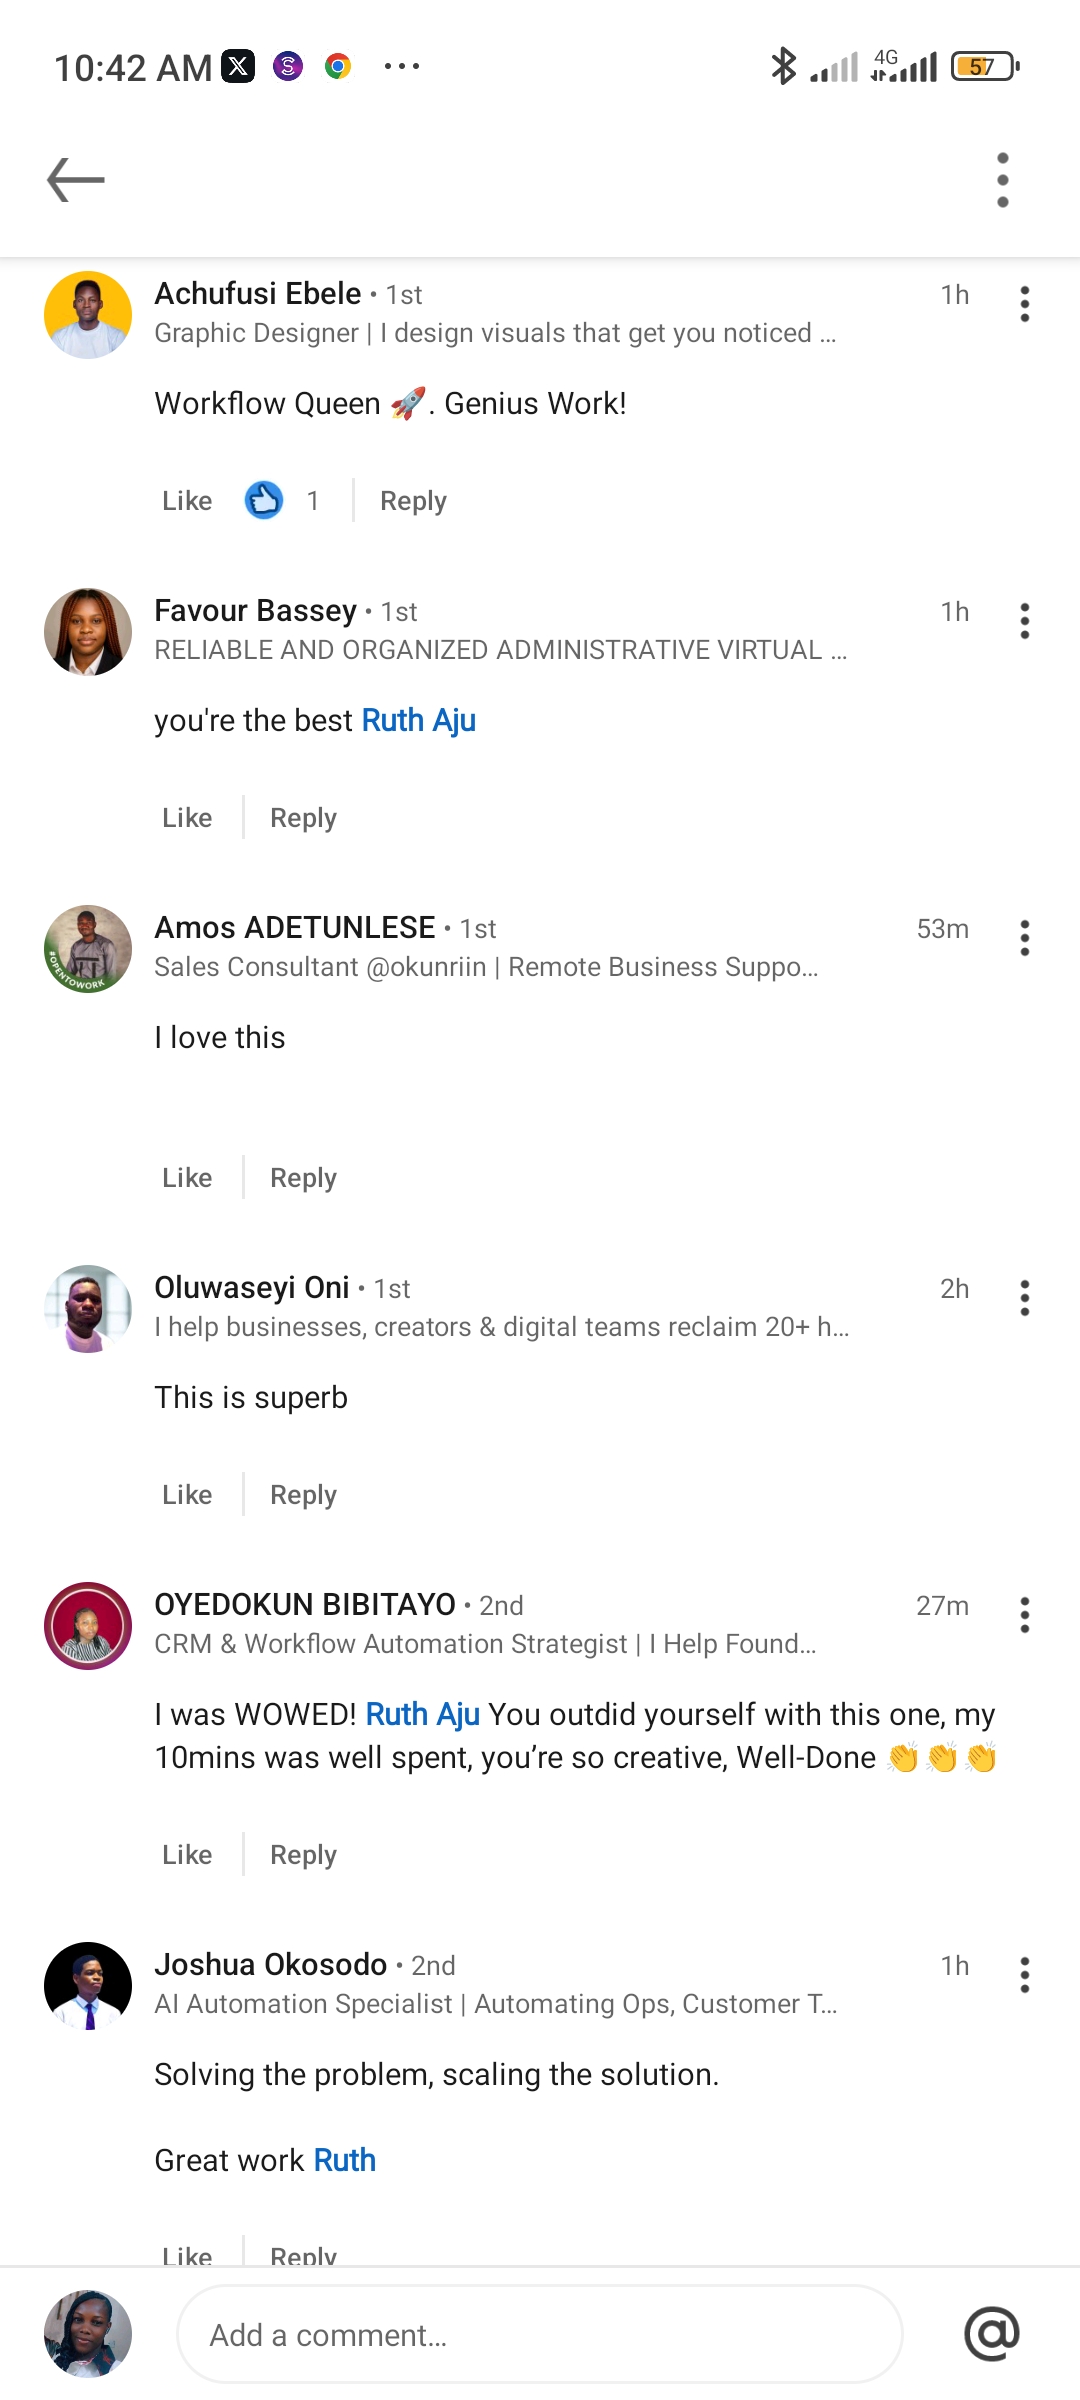 10:42 AM
4G
57
Achufusi Ebele • 1st
1h
Graphic Designer | I design visuals that get you noticed ...
Workflow Queen 🚀. Genius Work!
Like 1 Reply
Favour Bassey • 1st
1h
RELIABLE AND ORGANIZED ADMINISTRATIVE VIRTUAL ...
you're the best Ruth Aju
Like Reply
Amos ADETUNLESE • 1st
53m
Sales Consultant @okunriin | Remote Business Suppo...
#OPENTOWORK
I love this
Like Reply
Oluwaseyi Oni • 1st
2h
I help businesses, creators & digital teams reclaim 20+ h...
This is superb
Like Reply
OYEDOKUN BIBITAYO • 2nd
27m
CRM & Workflow Automation Strategist | I Help Found...
I was WOWED! Ruth Aju You outdid yourself with this one, my
10mins was well spent, you’re so creative, Well-Done 👏👏👏
Like Reply
Joshua Okosodo • 2nd
1h
AI Automation Specialist | Automating Ops, Customer T...
Solving the problem, scaling the solution.
Great work Ruth
Like Reply
Add a comment...
@